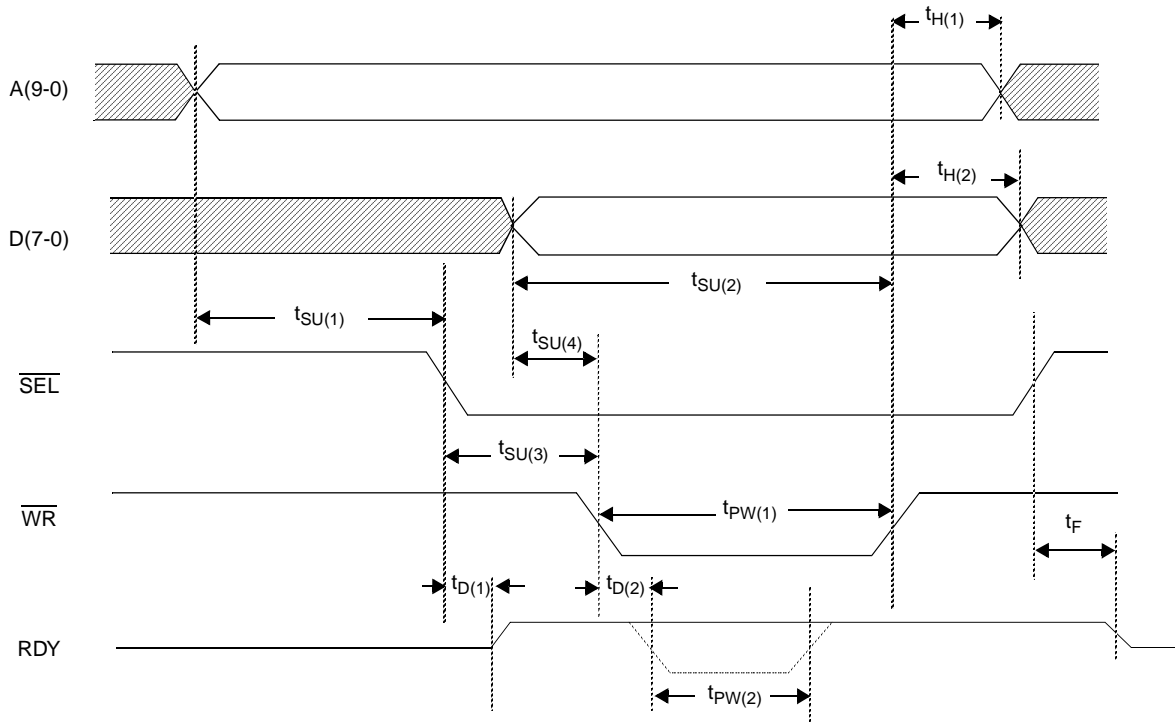 tH(1)
A(9-0)
tH(2)
D(7-0)
tSU(2)
tSU(1)
tSU(4)
SEL
tSU(3)
WR
tPW(1)
tF
tD(1)
tD(2)
RDY
tPW(2)